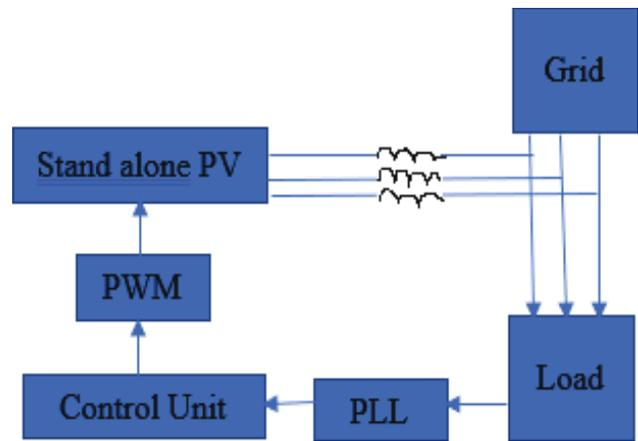 Grid
Stand alone PV
PWM
Control Unit
PLL
Load